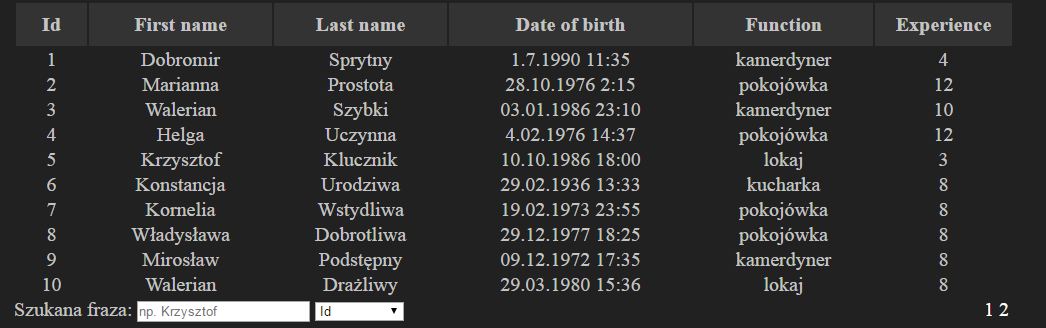 Id First name Last name Date of birth Function Experience
1 Dobromir Sprytny 1.7.1990 11:35 kamerdyner 4
2 Marianna Prostota 28.10.1976 2:15 pokojówka 12
3 Walerian Szybki 03.01.1986 23:10 kamerdyner 10
4 Helga Uczynna 4.02.1976 14:37 pokojówka 12
5 Krzysztof Klucznik 10.10.1986 18:00 lokaj 3
6 Konstancja Urodziwa 29.02.1936 13:33 kucharka 8
7 Kornelia Wstydliwa 19.02.1973 23:55 pokojówka 8
8 Władysława Dobrotliwa 29.12.1977 18:25 pokojówka 8
9 Mirosław Podstępny 09.12.1972 17:35 kamerdyner 8
10 Walerian Drażliwy 29.03.1980 15:36 lokaj 8
Szukana fraza: np. Krzysztof Id 1 2